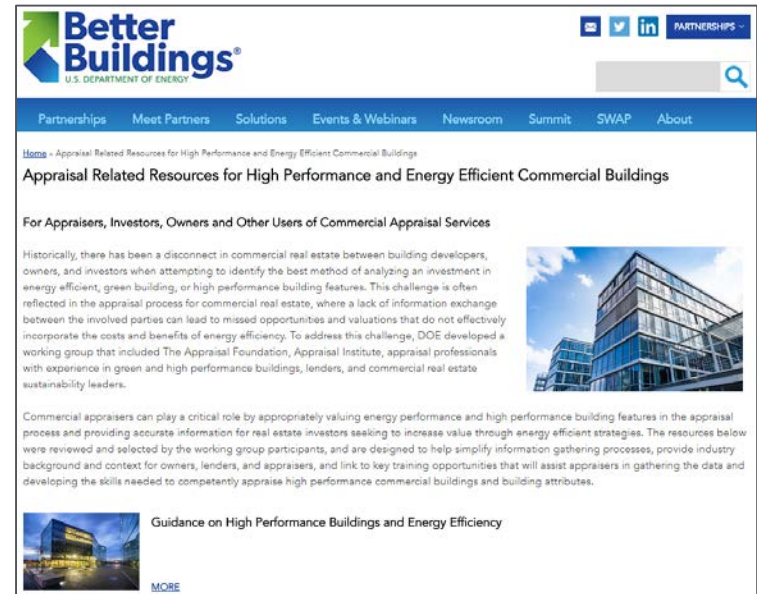 Better
Buildings®
U.S. DEPARTMENT OF ENERGY
PARTNERSHIPS
Partnerships Meet Partners Solutions Events & Webinars Newsroom Summit SWAP About
Home » Appraisal Related Resources for High Performance and Energy Efficient Commercial Buildings
Appraisal Related Resources for High Performance and Energy Efficient Commercial Buildings
For Appraisers, Investors, Owners and Other Users of Commercial Appraisal Services
Historically, there has been a disconnect in commercial real estate between building developers,
owners, and investors when attempting to identify the best method of analyzing an investment in
energy efficient, green building, or high performance building features. This challenge is often
reflected in the appraisal process for commercial real estate, where a lack of information exchange
between the involved parties can lead to missed opportunities and valuations that do not effectively
incorporate the costs and benefits of energy efficiency. To address this challenge, DOE developed a
working group that included The Appraisal Foundation, Appraisal Institute, appraisal professionals
with experience in green and high performance buildings, lenders, and commercial real estate
sustainability leaders.
Commercial appraisers can play a critical role by appropriately valuing energy performance and high performance building features in the appraisal
process and providing accurate information for real estate investors seeking to increase value through energy efficient strategies. The resources below
were reviewed and selected by the working group participants, and are designed to help simplify information gathering processes, provide industry
background and context for owners, lenders, and appraisers, and link to key training opportunities that will assist appraisers in gathering the data and
developing the skills needed to competently appraise high performance commercial buildings and building attributes.
Guidance on High Performance Buildings and Energy Efficiency
MORE